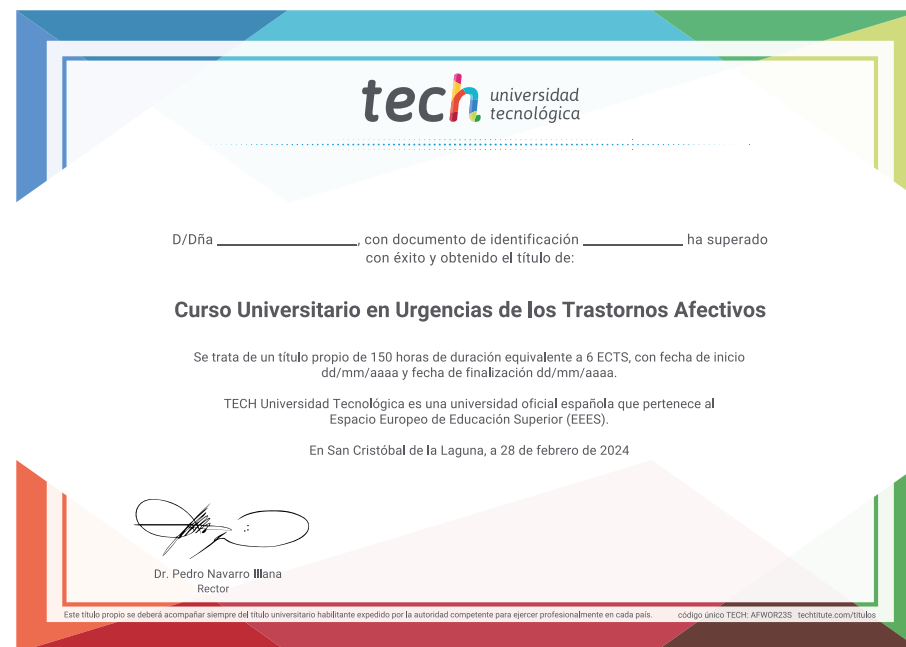 tech universidad
tecnológica
D/Dña ____________________, con documento de identificación ______________ ha superado
con éxito y obtenido el título de:
Curso Universitario en Urgencias de los Trastornos Afectivos
Se trata de un título propio de 150 horas de duración equivalente a 6 ECTS, con fecha de inicio
dd/mm/aaaa y fecha de finalización dd/mm/aaaa.
TECH Universidad Tecnológica es una universidad oficial española que pertenece al
Espacio Europeo de Educación Superior (EEES).
En San Cristóbal de la Laguna, a 28 de febrero de 2024
Dr. Pedro Navarro Illana
Rector
Este título propio se deberá acompañar siempre del título universitario habilitante expedido por la autoridad competente para ejercer profesionalmente en cada país. código único TECH: AFWOR23S techtitute.com/titulos